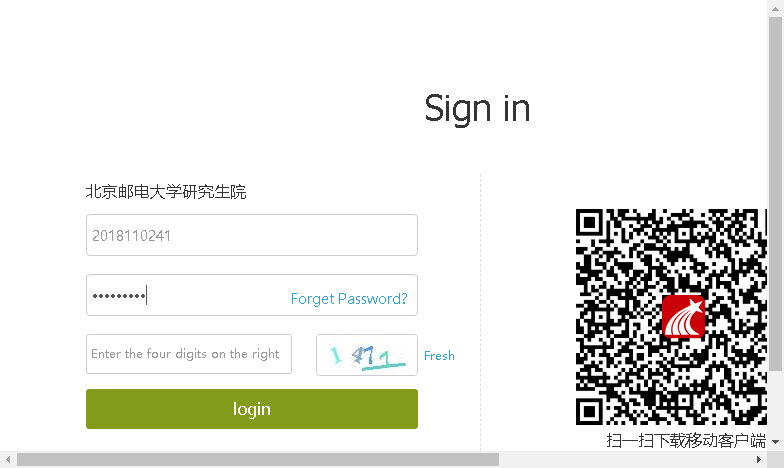 Sign in
北京邮电大学研究生院
2018110241
•••••••••
Forget Password?
Enter the four digits on the right
Fresh
login
扫一扫下载移动客户端